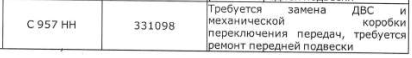 С 957 НН 331098 Требуется замена ДВС и
механической коробки
переключения передач, требуется
ремонт передней подвески